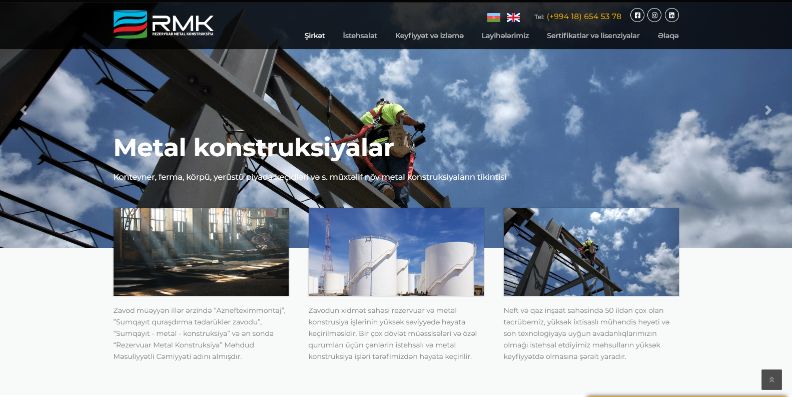 RMK
REZERVUAR METAL KONSTRUKSİYA
Tel: (+994 18) 654 53 78
Şirkət İstehsalat Keyfiyyət və izləmə Layihələrimiz Sertifikatlar və lisenziyalar Əlaqə
Metal konstruksiyalar
Konteyner, ferma, körpü, yerüstü piyada keçidləri və s. müxtəlif növ metal konstruksiyaların tikintisi
Zavod müəyyən illər ərzində "Azneftexımmontaj",
"Sumqayıt quraşdırma tədarüklər zavodu",
"Sumqayıt - metal - konstruksiya" və ən sonda
"Rezervuar Metal Konstruksiya" Məhdud
Məsuliyyətli Cəmiyyəti adını almışdır.
Zavodun xidmət sahəsi rezervuar və metal
konstrusiya işlərinin yüksək səviyyədə həyata
keçirilməsidir. Bir çox dövlət müəssisələri və özəl
qurumları üçün çənlərin istehsalı və metal
konstruksiya işləri tərəfimizdən həyata keçirilir.
Neft və qaz inşaat sahəsində 50 ildən çox olan
təcrübəmiz, yüksək ixtisaslı mühəndis heyəti və
son texnologiyaya uyğun avadanlıqlarımızın
olmağı istehsal etdiyimiz məhsulların yüksək
keyfiyyətdə olmasına şərait yaradır.